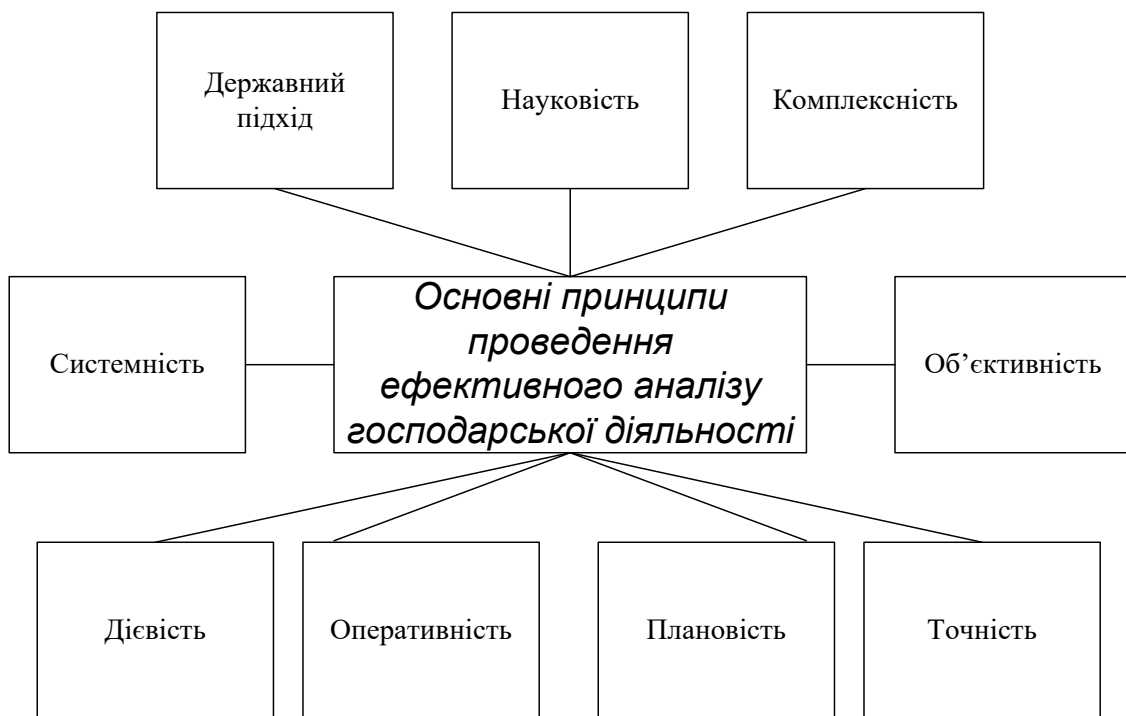 Державний
підхід
Науковість
Комплексність
Системність
Основні принципи
проведення
ефективного аналізу
господарської діяльності
Об’єктивність
Дієвість
Оперативність
Плановість
Точність